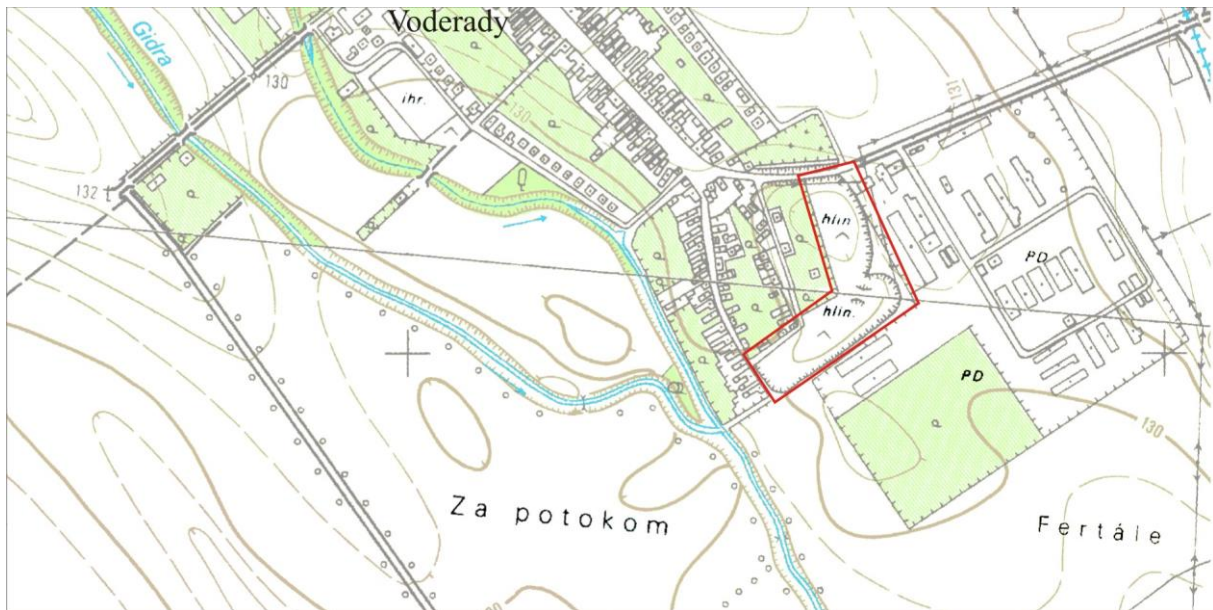 Voderady
Gidra
130
ihr.
130
131
132
hlin.
PD
hlin.
PD
130
Za potokom
Fertále